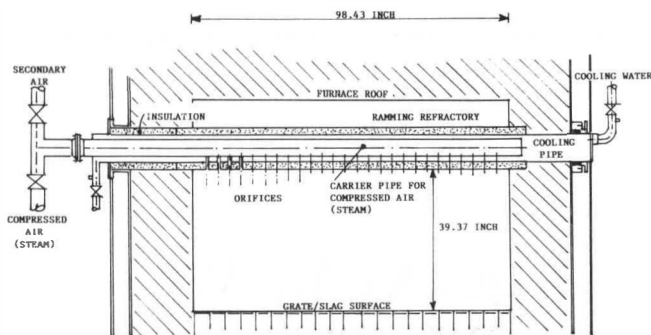 98.43 INCH
SECONDARY
AIR
COOLING WATER
FURNACE ROOF
INSULATION
RAMMING REFRACTORY
COOLING
PIPE
ORIFICES
CARRIER PIPE FOR
COMPRESSED AIR
(STEAM)
COMPRESSED
AIR
(STEAM)
39.37 INCH
GRATE/SLAG SURFACE